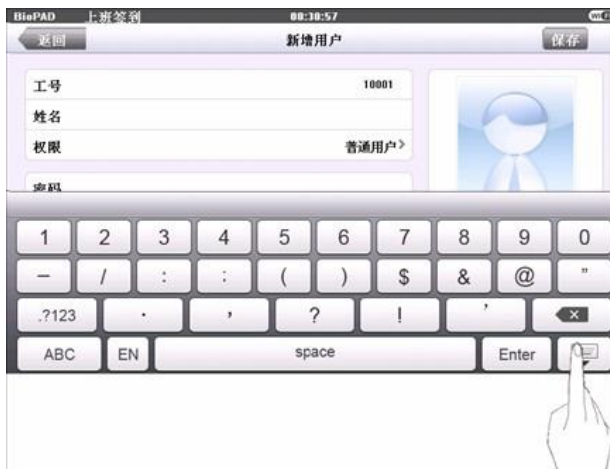 BioPAD 上班签到 08:30:57
返回 新增用户 保存
工号 10001
姓名
权限 普通用户>
密码
1 2 3 4 5 6 7 8 9 0
– / : : ( ) $ & @ "
.?123 . , ? ! ’
ABC EN space Enter